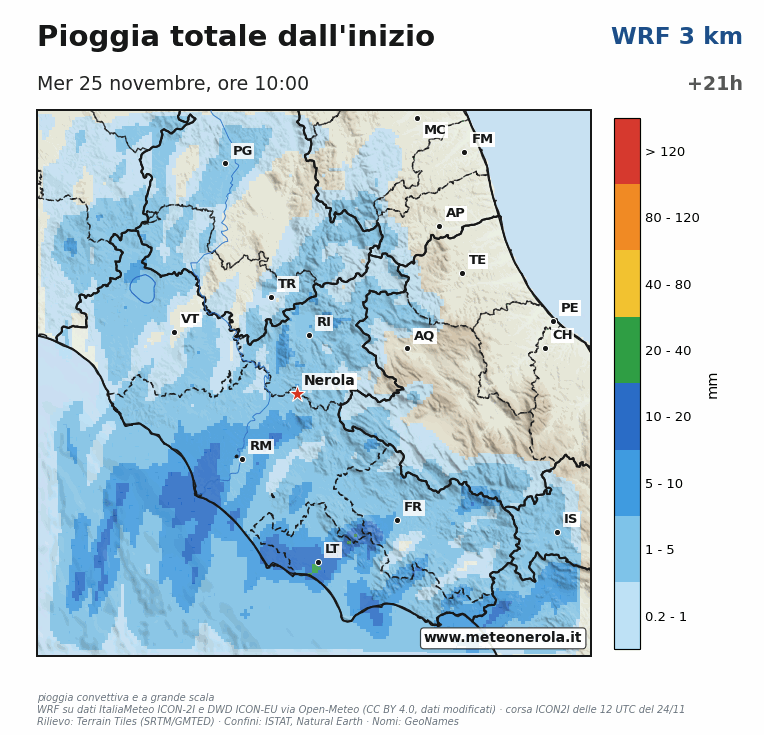 Pioggia totale dall'inizio
WRF 3 km
Mer 25 novembre, ore 10:00
+21h
MC
FM
PG
AP
TE
TR
PE
VT
RI
AQ
CH
Nerola
RM
FR
IS
LT
www.meteonerola.it
> 120
80 - 120
40 - 80
20 - 40
10 - 20
5 - 10
1 - 5
0.2 - 1
mm
pioggia convettiva e a grande scala
WRF su dati ItaliaMeteo ICON-2I e DWD ICON-EU via Open-Meteo (CC BY 4.0, dati modificati) · corsa ICON2I delle 12 UTC del 24/11
Rilievo: Terrain Tiles (SRTM/GMTED) · Confini: ISTAT, Natural Earth · Nomi: GeoNames